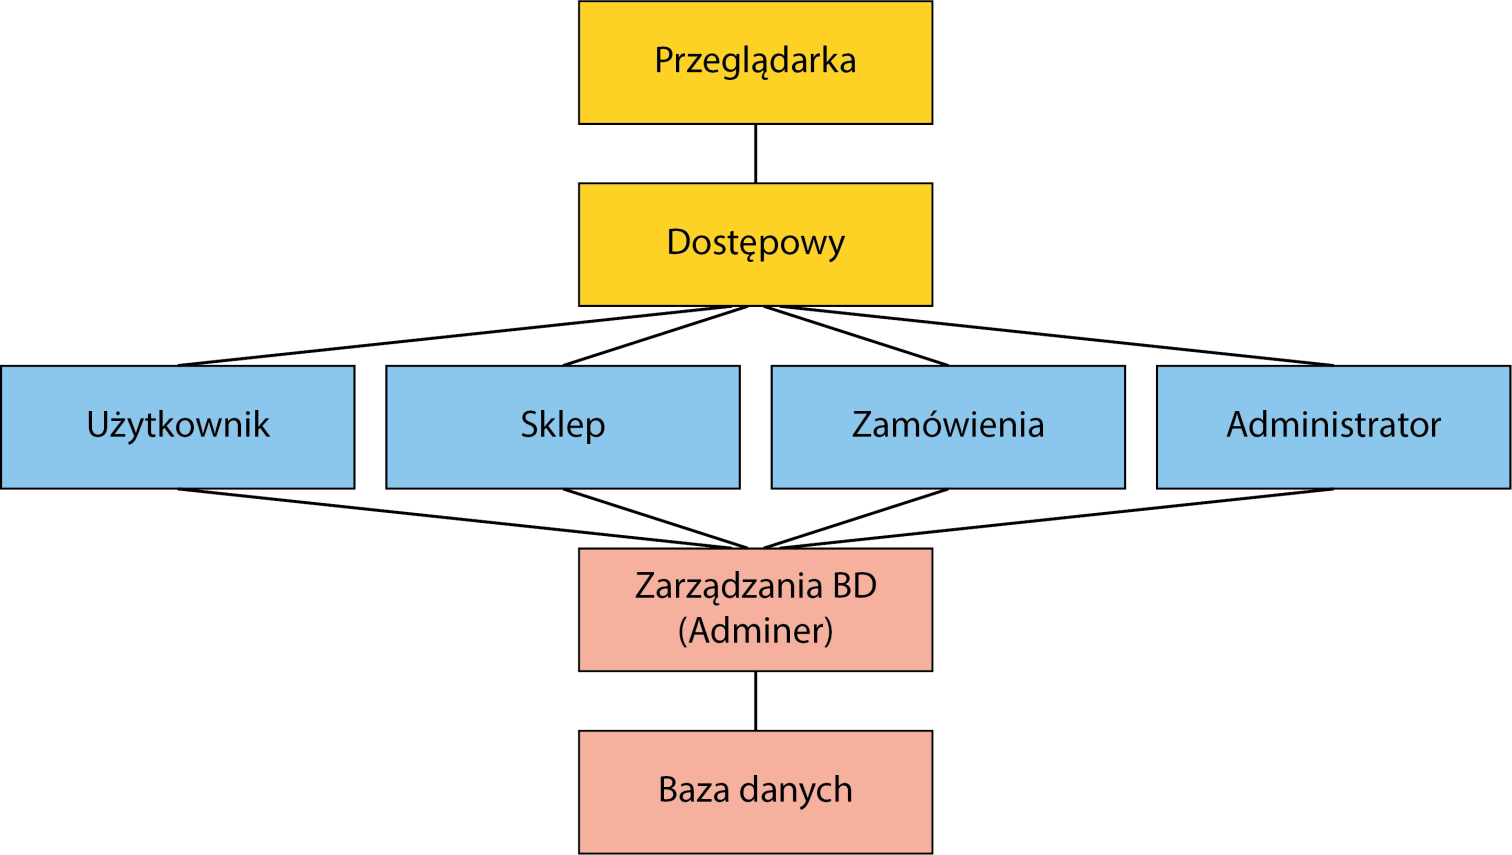 Przeglądarka
Dostępowy
Użytkownik
Sklep
Zamówienia
Administrator
Zarządzania BD
(Adminer)
Baza danych